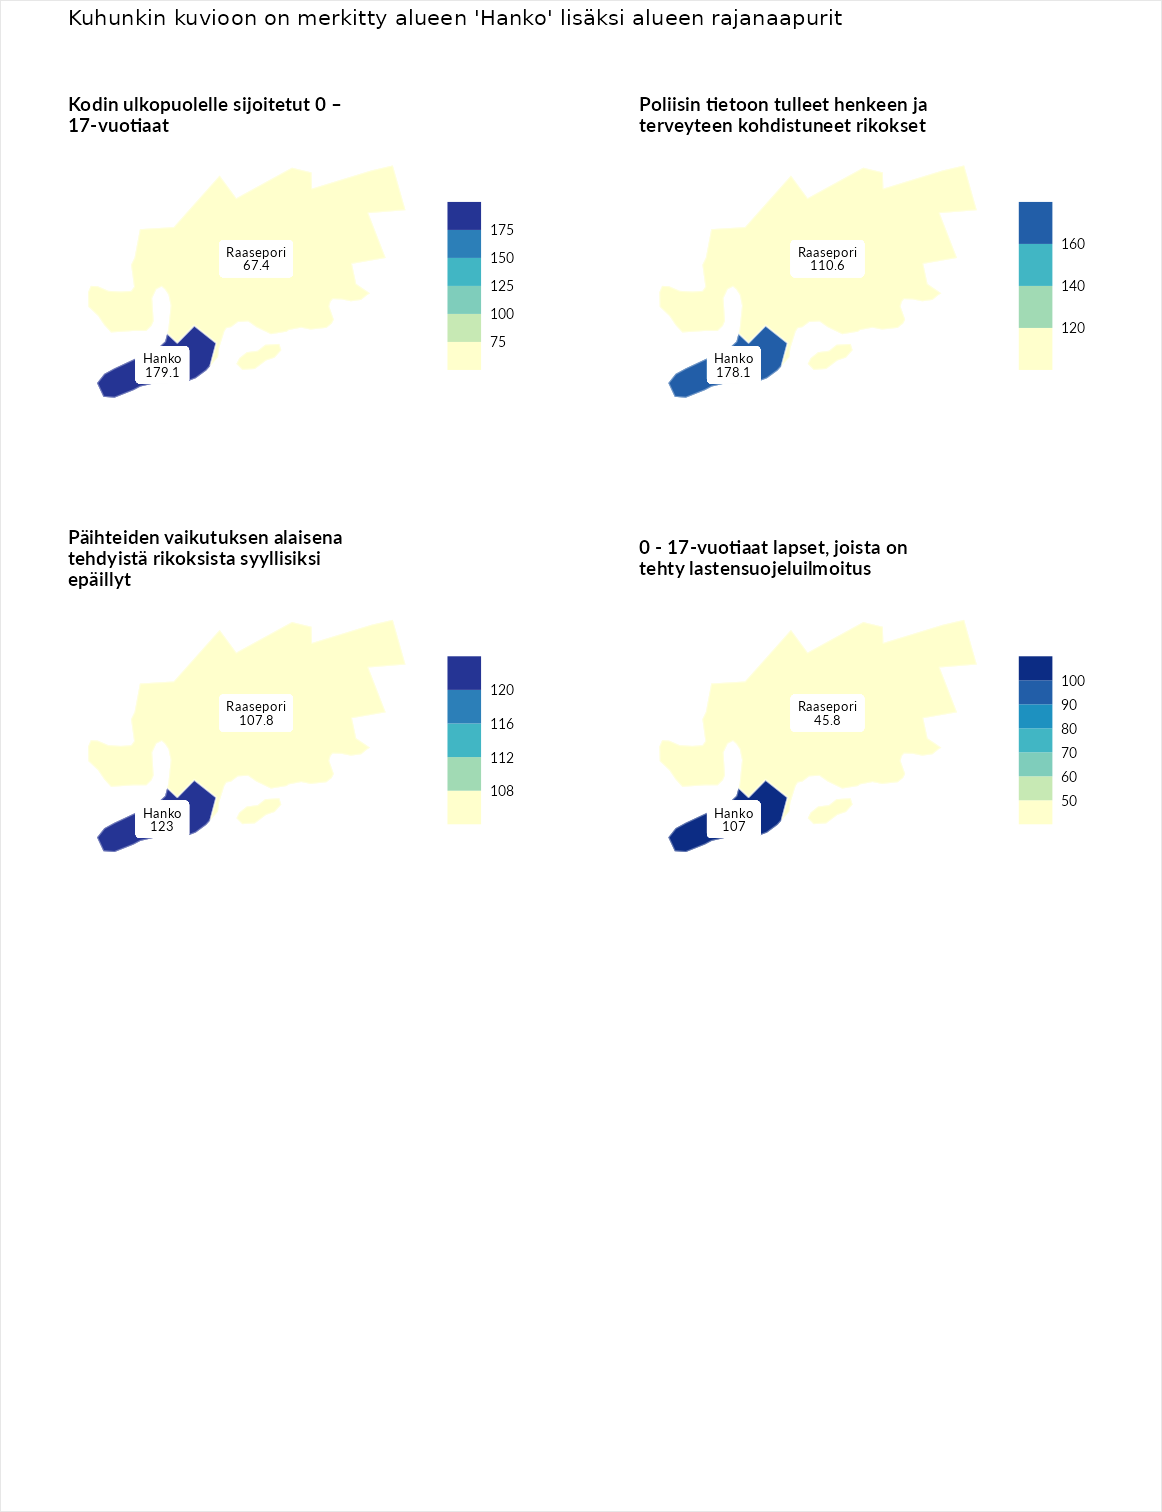 Kuhunkin kuvioon on merkitty alueen 'Hanko' lisäksi alueen rajanaapurit
Kodin ulkopuolelle sijoitetut 0 –
17-vuotiaat
Raasepori
67.4
Hanko
179.1
175
150
125
100
75
Poliisin tietoon tulleet henkeen ja
terveyteen kohdistuneet rikokset
Raasepori
110.6
Hanko
178.1
160
140
120
Päihteiden vaikutuksen alaisena
tehdyistä rikoksista syyllisiksi
epäillyt
Raasepori
107.8
Hanko
123
120
116
112
108
0 - 17-vuotiaat lapset, joista on
tehty lastensuojeluilmoitus
Raasepori
45.8
Hanko
107
100
90
80
70
60
50